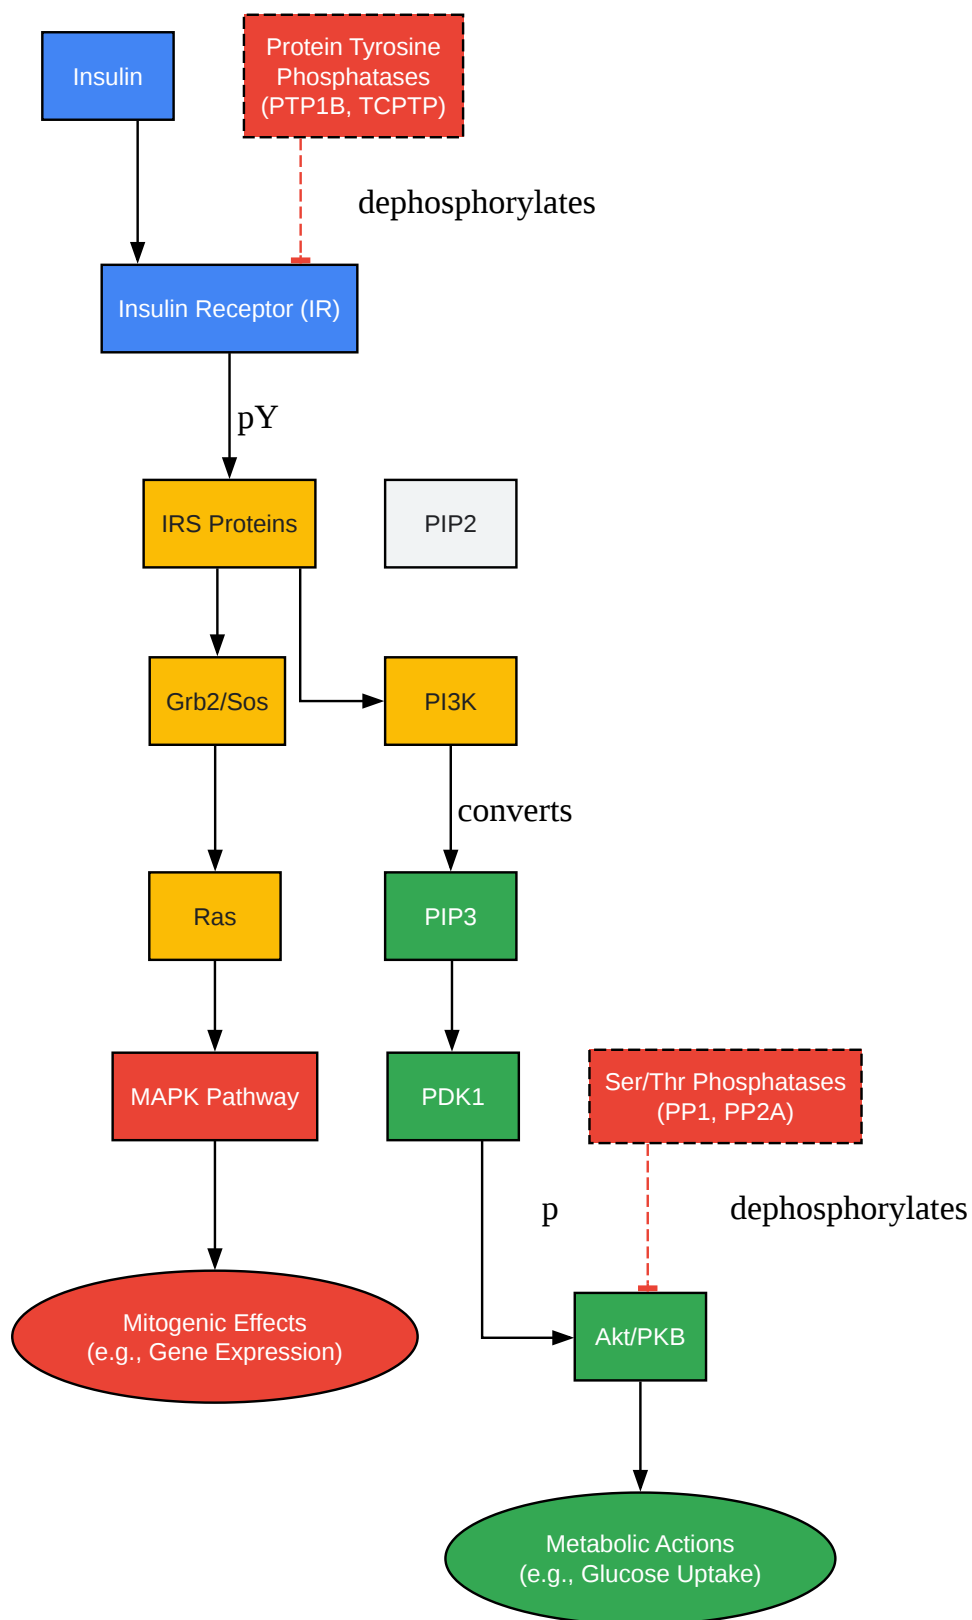 Insulin
Protein Tyrosine
Phosphatases
(PTP1B, TCPTP)
dephosphorylates
Insulin Receptor (IR)
pY
IRS Proteins
PIP2
Grb2/Sos
PI3K
converts
Ras
PIP3
MAPK Pathway
PDK1
Ser/Thr Phosphatases
(PP1, PP2A)
p
dephosphorylates
Mitogenic Effects
(e.g., Gene Expression)
Akt/PKB
Metabolic Actions
(e.g., Glucose Uptake)